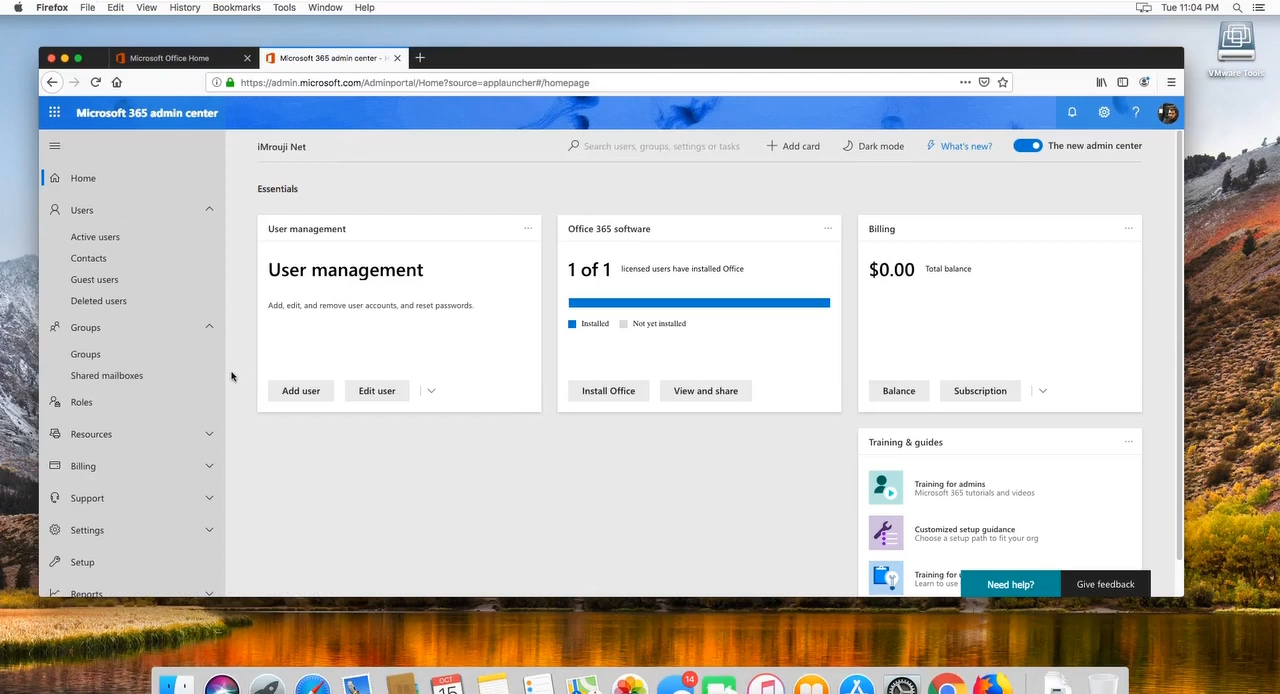 Firefox File Edit View History Bookmarks Tools Window Help Tue 11:04 PM
VMware Tools
Microsoft Office Home
Microsoft 365 admin center -
https://admin.microsoft.com/Adminportal/Home?source=applauncher#/homepage
Microsoft 365 admin center
iMrouji Net
Search users, groups, settings or tasks
Add card
Dark mode
What's new?
The new admin center
Home
Users
Active users
Contacts
Guest users
Deleted users
Groups
Groups
Shared mailboxes
Roles
Resources
Billing
Support
Settings
Setup
Reports
Essentials
User management
User management
Add, edit, and remove user accounts, and reset passwords.
Add user
Edit user
Office 365 software
1 of 1 licensed users have installed Office
Installed
Not yet installed
Install Office
View and share
Billing
$0.00 Total balance
Balance
Subscription
Training & guides
Training for admins
Microsoft 365 tutorials and videos
Customized setup guidance
Choose a setup path to fit your org
Training for
Learn to use
Need help?
Give feedback
OCT
15
14